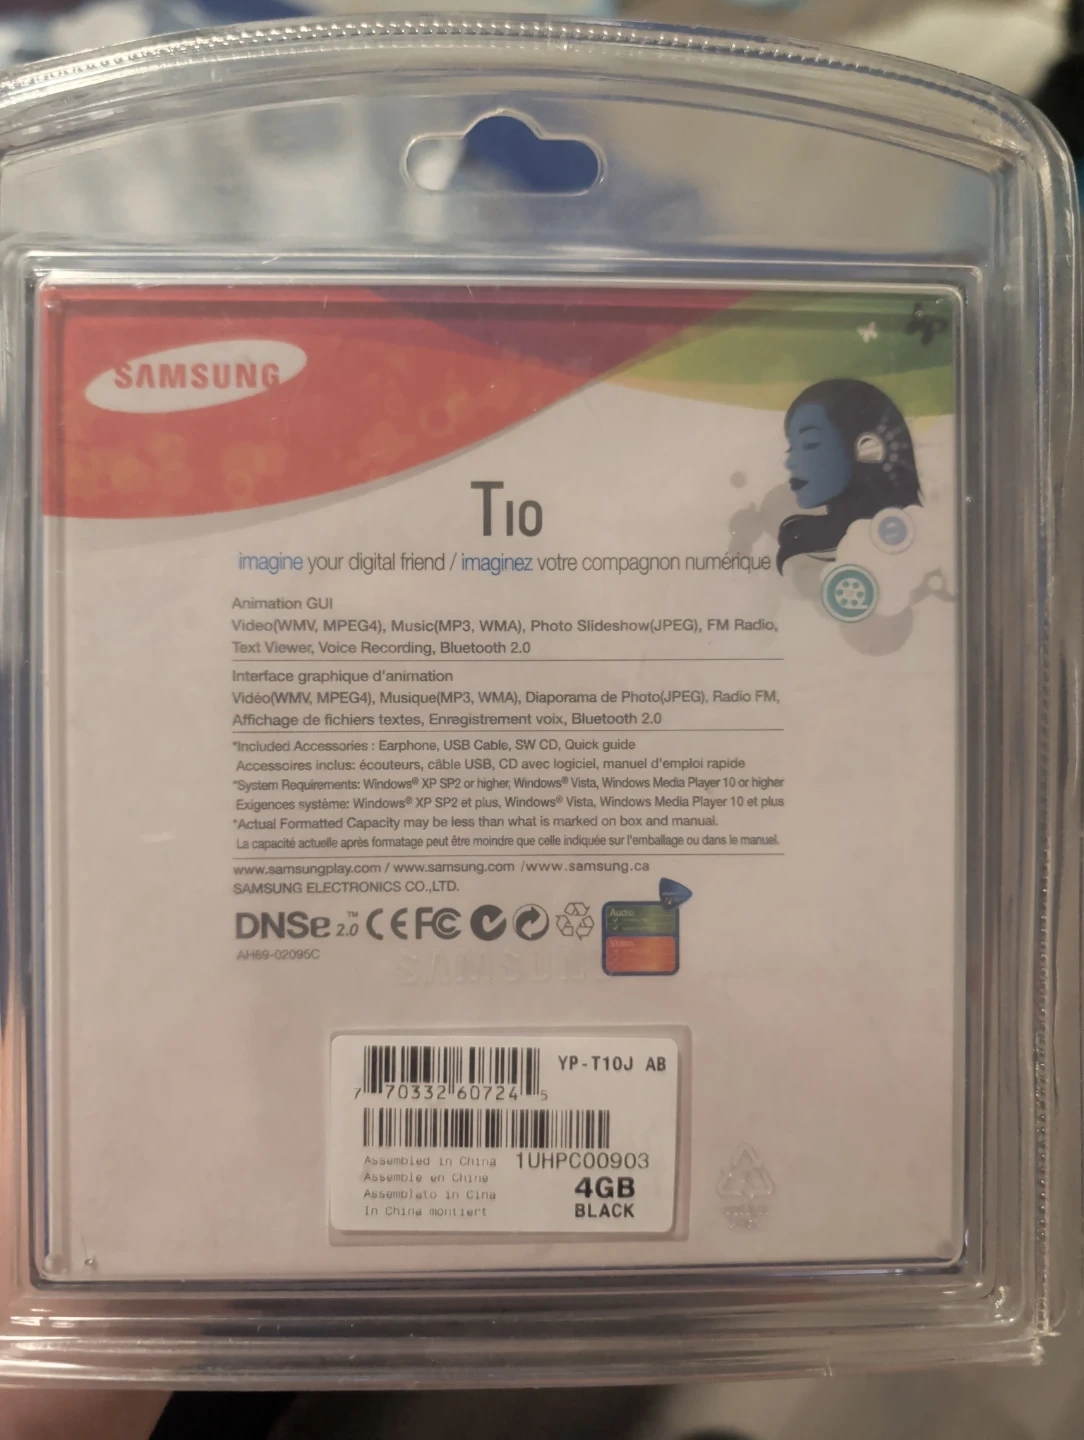 SAMSUNG
T10
imagine your digital friend / imaginez votre compagnon numérique
Animation GUI
Video(WMV, MPEG4), Music(MP3, WMA), Photo Slideshow(JPEG), FM Radio,
Text Viewer, Voice Recording, Bluetooth 2.0
Interface graphique d'animation
Vidéo(WMV, MPEG4), Musique(MP3, WMA), Diaporama de Photo(JPEG), Radio FM,
Affichage de fichiers textes, Enregistrement voix, Bluetooth 2.0
*Included Accessories : Earphone, USB Cable, SW CD, Quick guide
Accessoires inclus: écouteurs, câble USB, CD avec logiciel, manuel d'emploi rapide
*System Requirements: Windows® XP SP2 or higher, Windows® Vista, Windows Media Player 10 or higher
Exigences système: Windows® XP SP2 et plus, Windows® Vista, Windows Media Player 10 et plus
*Actual Formatted Capacity may be less than what is marked on box and manual.
La capacité actuelle après formatage peut être moindre que celle indiquée sur l'emballage ou dans le manuel.
www.samsungplay.com / www.samsung.com /www.samsung.ca
SAMSUNG ELECTRONICS CO.,LTD.
DNSe 2.0™ CE FC
Audio
Video
AH69-02095C
SAMSUNG
YP-T10J AB
7 70332 60724 5
Assembled in China 1UHPC00903
Assemble en Chine
Assemblato in Cina 4GB
In China montiert BLACK